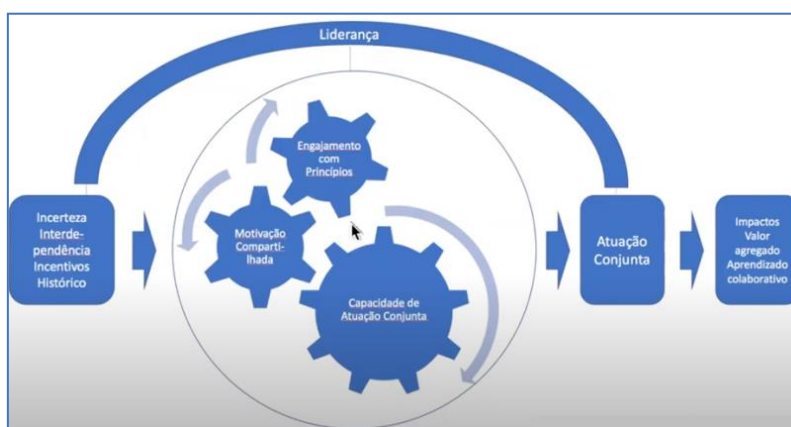 Liderança
Engajamento
com
Princípios
Motivação
Comparti-
lhada
Capacidade de
Atuação Conjunta
Incerteza
Interde-
pendência
Incentivos
Histórico
Atuação
Conjunta
Impactos
Valor
agregado
Aprendizado
colaborativo